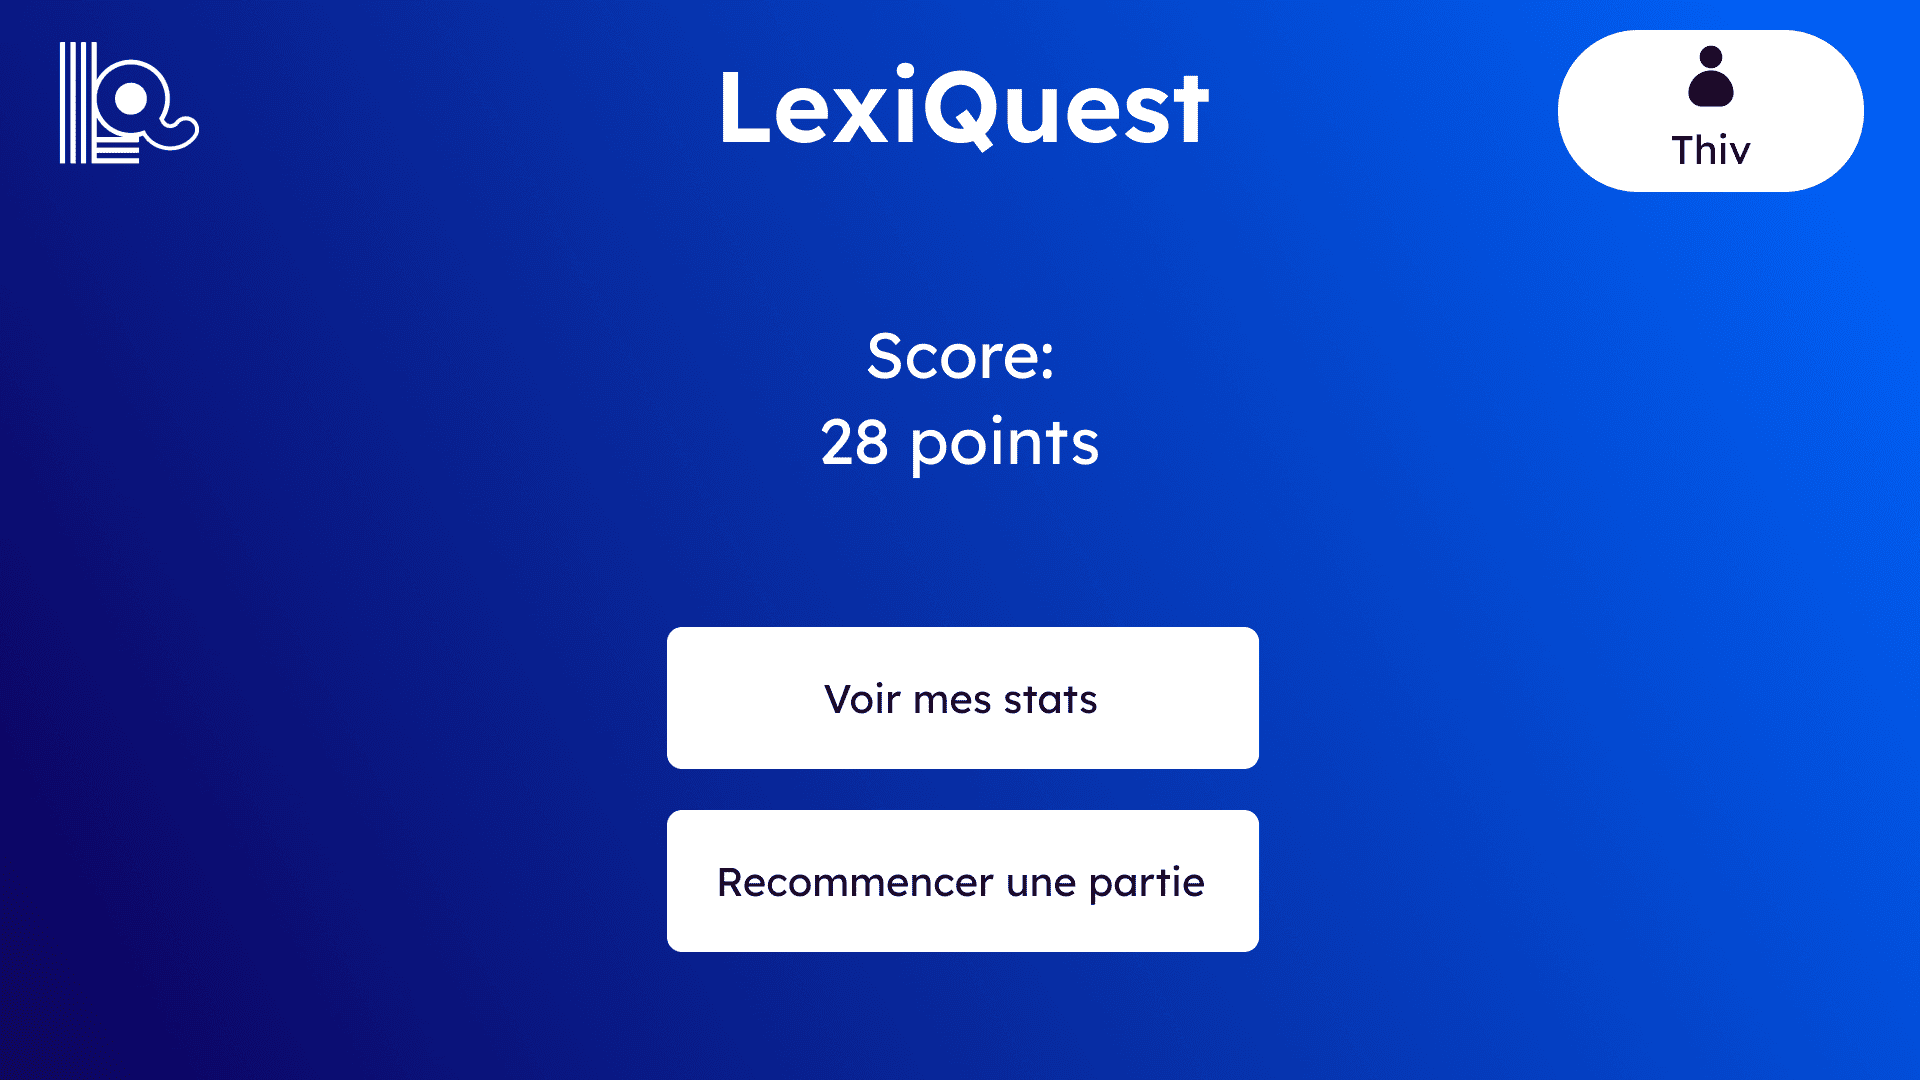 LexiQuest
Thiv
Score:
28 points
Voir mes stats
Recommencer une partie